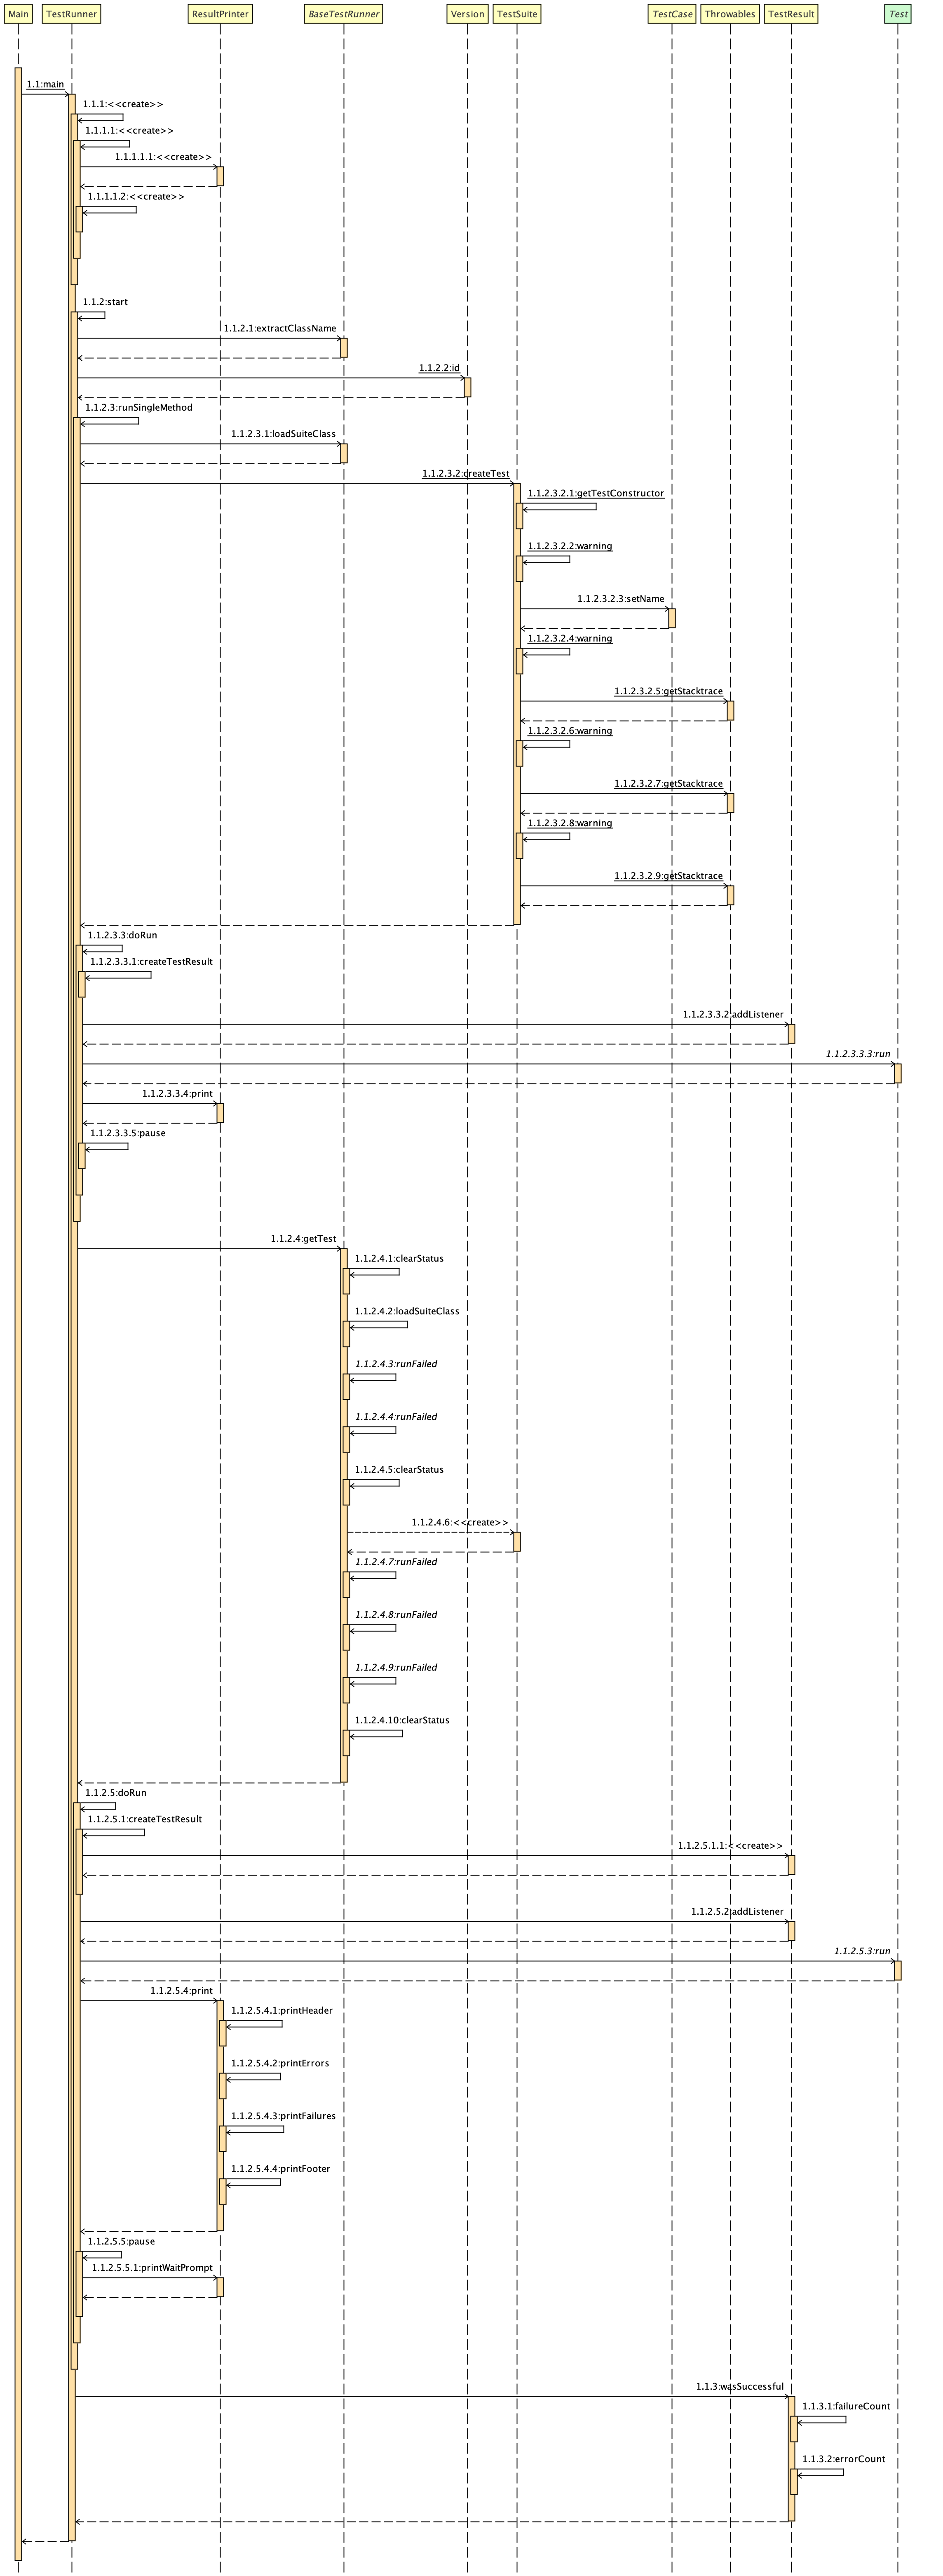 Main
TestRunner
ResultPrinter
BaseTestRunner
Version
TestSuite
TestCase
Throwables
TestResult
Test
1.1:main
1.1.1:<<create>>
1.1.1.1:<<create>>
1.1.1.1.1:<<create>>
1.1.1.1.2:<<create>>
1.1.2:start
1.1.2.1:extractClassName
1.1.2.2:id
1.1.2.3:runSingleMethod
1.1.2.3.1:loadSuiteClass
1.1.2.3.2:createTest
1.1.2.3.2.1:getTestConstructor
1.1.2.3.2.2:warning
1.1.2.3.2.3:setName
1.1.2.3.2.4:warning
1.1.2.3.2.5:getStacktrace
1.1.2.3.2.6:warning
1.1.2.3.2.7:getStacktrace
1.1.2.3.2.8:warning
1.1.2.3.2.9:getStacktrace
1.1.2.3.3:doRun
1.1.2.3.3.1:createTestResult
1.1.2.3.3.2:addListener
1.1.2.3.3.3:run
1.1.2.3.3.4:print
1.1.2.3.3.5:pause
1.1.2.4:getTest
1.1.2.4.1:clearStatus
1.1.2.4.2:loadSuiteClass
1.1.2.4.3:runFailed
1.1.2.4.4:runFailed
1.1.2.4.5:clearStatus
1.1.2.4.6:<<create>>
1.1.2.4.7:runFailed
1.1.2.4.8:runFailed
1.1.2.4.9:runFailed
1.1.2.4.10:clearStatus
1.1.2.5:doRun
1.1.2.5.1:createTestResult
1.1.2.5.1.1:<<create>>
1.1.2.5.2:addListener
1.1.2.5.3:run
1.1.2.5.4:print
1.1.2.5.4.1:printHeader
1.1.2.5.4.2:printErrors
1.1.2.5.4.3:printFailures
1.1.2.5.4.4:printFooter
1.1.2.5.5:pause
1.1.2.5.5.1:printWaitPrompt
1.1.3:wasSuccessful
1.1.3.1:failureCount
1.1.3.2:errorCount